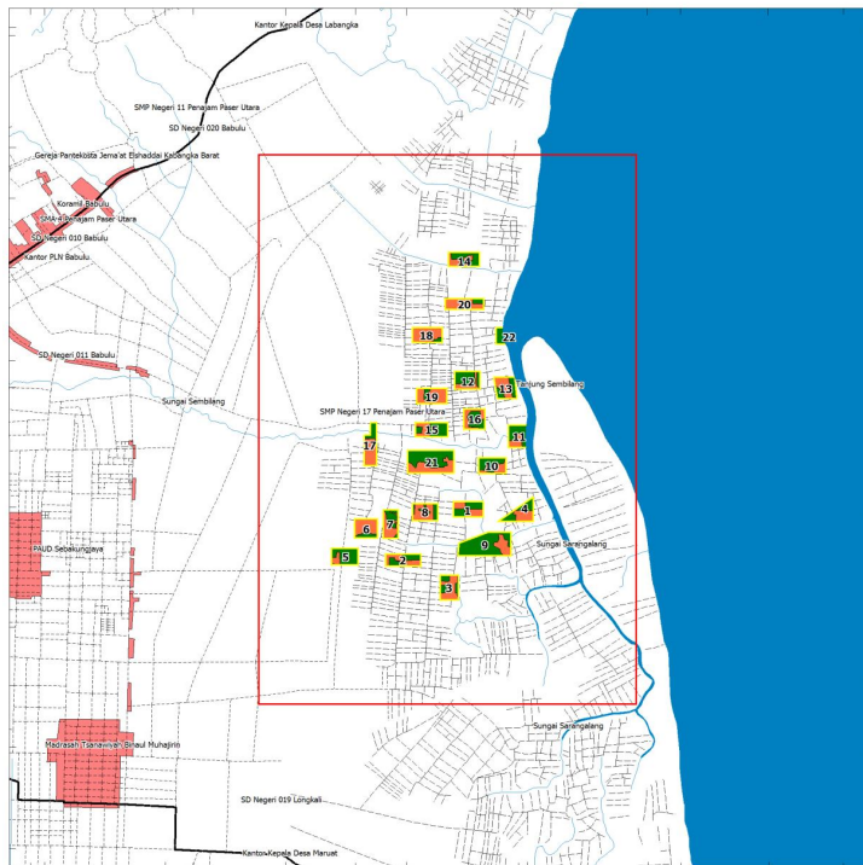 Kantor Kepala Desa Labangka
SMP Negeri 11 Penajam Paser Utara
SD Negeri 020 Babulu
Gereja Pantekosta Jema'at Elshaddai Kabangka Barat
Koramil Babulu
SMA 4 Penajam Paser Utara
SD Negeri 010 Babulu
Kantor PLN Babulu
14
20
18
22
SD Negeri 011 Babulu
12
13
Tanjung Sembilang
19
Sungai Sembilang
SMP Negeri 17 Penajam Paser Utara
16
15
11
17
21
10
8
1
4
6
7
9
Sungai Sarangalang
PAUD Sebakungjaya
5
2
3
Sungai Sarangalang
Madrasah Tsanawiyah Binaul Muhajirin
SD Negeri 019 Longkali
Kantor Kepala Desa Maruat